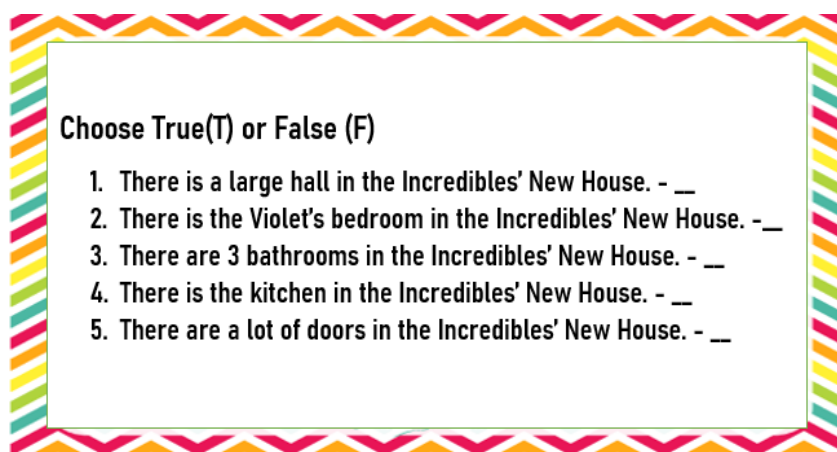 Choose True(T) or False (F)
1. There is a large hall in the Incredibles' New House. - __
2. There is the Violet's bedroom in the Incredibles' New House. -__
3. There are 3 bathrooms in the Incredibles' New House. - __
4. There is the kitchen in the Incredibles' New House. - __
5. There are a lot of doors in the Incredibles' New House. - __